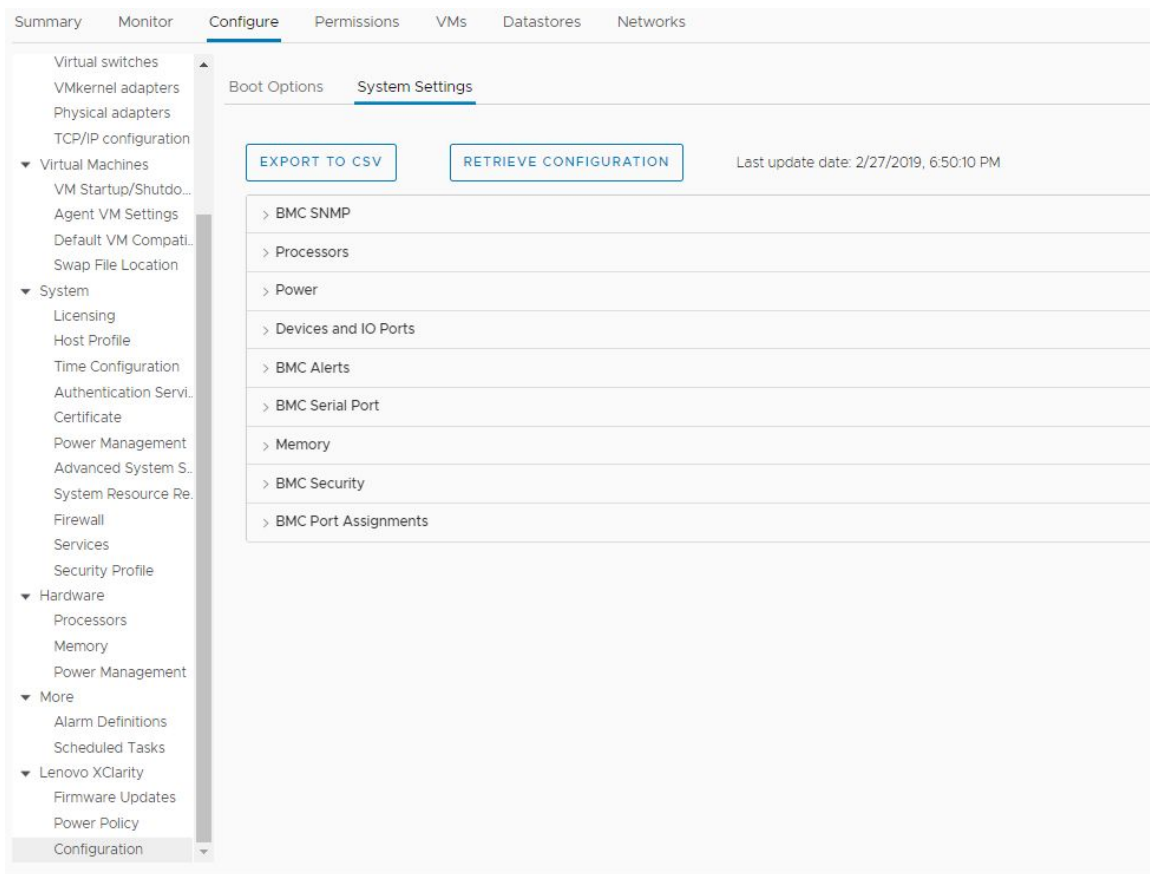 Summary Monitor Configure Permissions VMs Datastores Networks
Virtual switches
VMkernel adapters
Physical adapters
TCP/IP configuration
Virtual Machines
VM Startup/Shutdo...
Agent VM Settings
Default VM Compati..
Swap File Location
System
Licensing
Host Profile
Time Configuration
Authentication Servi..
Certificate
Power Management
Advanced System S..
System Resource Re.
Firewall
Services
Security Profile
Hardware
Processors
Memory
Power Management
More
Alarm Definitions
Scheduled Tasks
Lenovo XClarity
Firmware Updates
Power Policy
Configuration
Boot Options System Settings
EXPORT TO CSV RETRIEVE CONFIGURATION Last update date: 2/27/2019, 6:50:10 PM
BMC SNMP
Processors
Power
Devices and IO Ports
BMC Alerts
BMC Serial Port
Memory
BMC Security
BMC Port Assignments